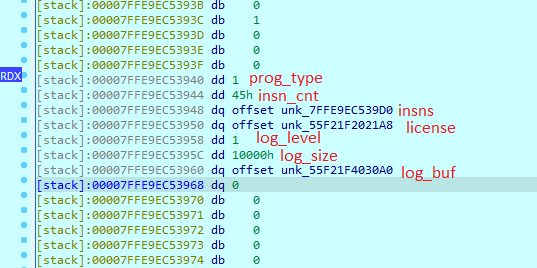 [stack]:00007FFE9EC5393B db 0
[stack]:00007FFE9EC5393C db 1
[stack]:00007FFE9EC5393D db 0
[stack]:00007FFE9EC5393E db 0
[stack]:00007FFE9EC5393F db 0
RDX [stack]:00007FFE9EC53940 dd 1 prog_type
[stack]:00007FFE9EC53944 dd 45h insn_cnt
[stack]:00007FFE9EC53948 dq offset unk_7FFE9EC539D0 insns
[stack]:00007FFE9EC53950 dq offset unk_55F21F2021A8 license
[stack]:00007FFE9EC53958 dd 1 log_level
[stack]:00007FFE9EC5395C dd 10000h log_size
[stack]:00007FFE9EC53960 dq offset unk_55F21F4030A0 log_buf
[stack]:00007FFE9EC53968 dq 0
[stack]:00007FFE9EC53970 db 0
[stack]:00007FFE9EC53971 db 0
[stack]:00007FFE9EC53972 db 0
[stack]:00007FFE9EC53973 db 0
[stack]:00007FFE9EC53974 db 0